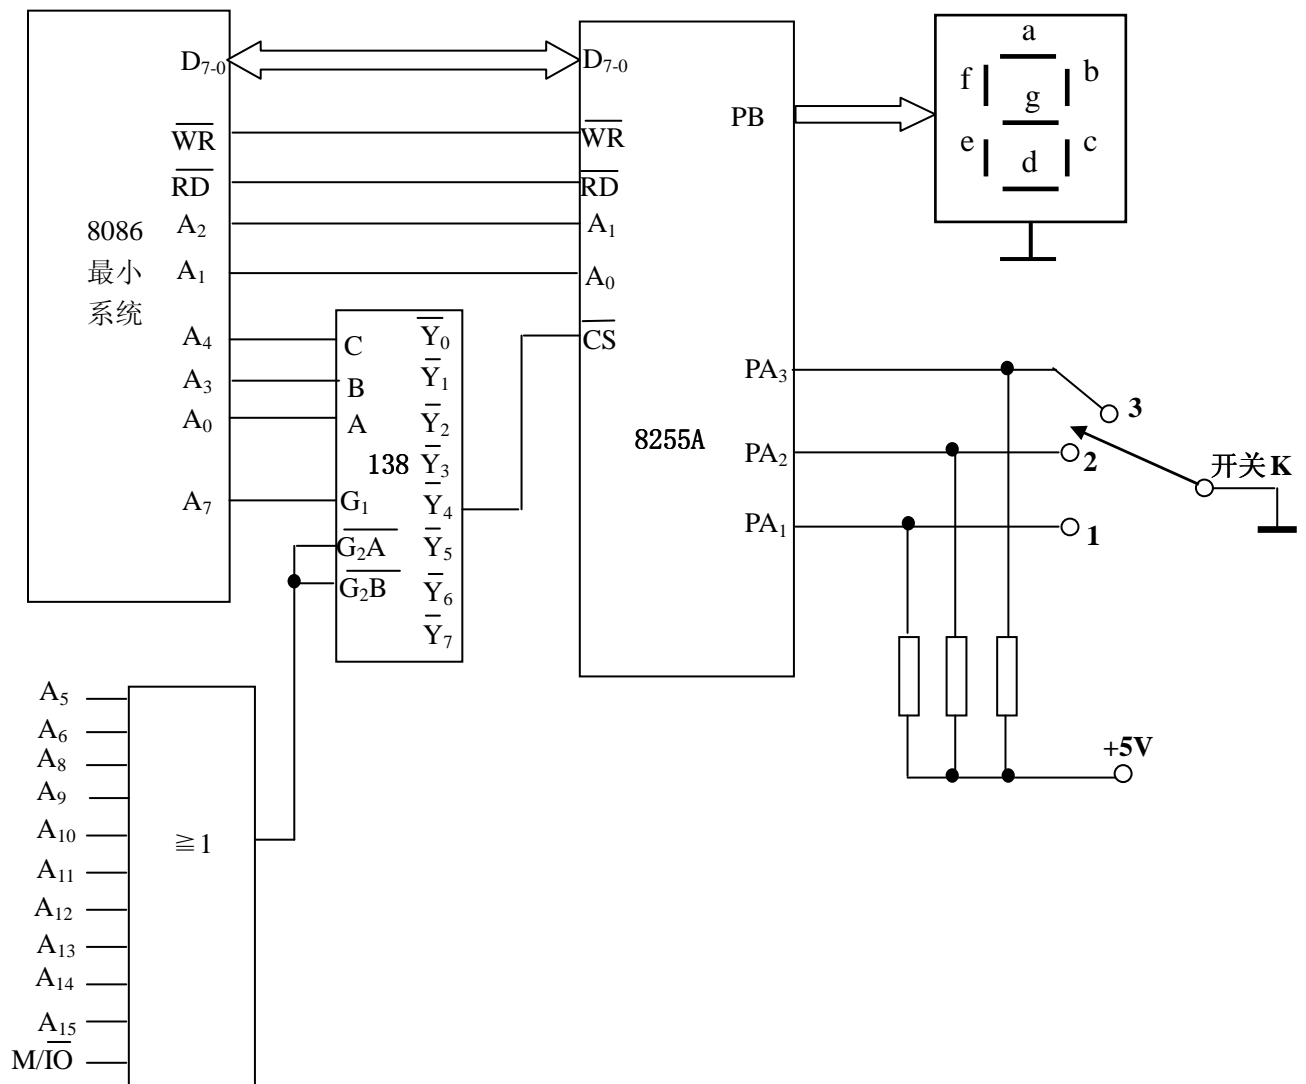 D7-0
WR
RD
A2
A1
8086
最小
系统
A4
A3
A0
A7
C
B
A
138
G1
G2A
G2B
Y0
Y1
Y2
Y3
Y4
Y5
Y6
Y7
D7-0
WR
RD
A1
A0
CS
8255A
PB
PA3
PA2
PA1
a
f
b
g
e
c
d
3
2
1
开关K
+5V
A5
A6
A8
A9
A10
A11
A12
A13
A14
A15
M/IO
≧1